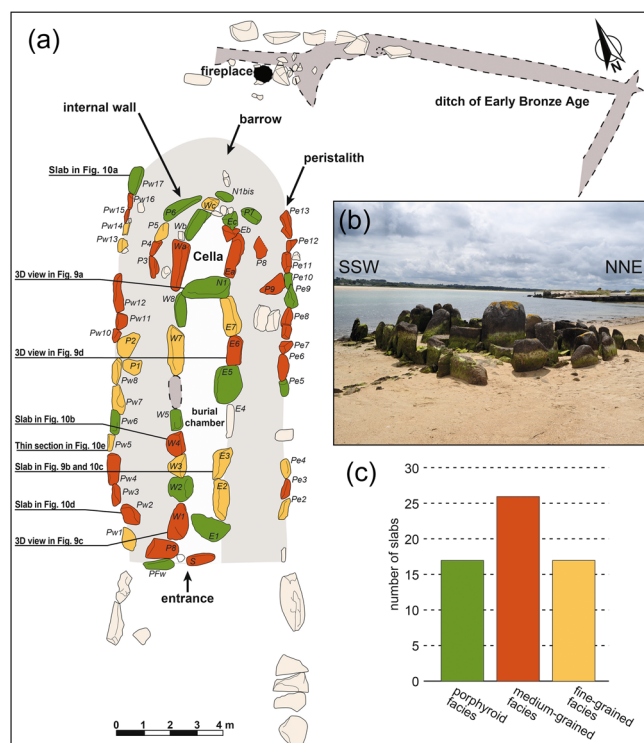 (a)
N
fireplace
ditch of Early Bronze Age
internal wall
barrow
peristalith
Slab in Fig. 10a
Pw17
Pw16
Pw15
Pw14
Pw13
P6
Wc
N1bis
P7
P5
Wb
Ec
Eb
P4
Wa
P3
Cella
Ea
P8
P9
Pe13
Pe12
Pe11
Pe10
Pe9
3D view in Fig. 9a
N1
W8
Pw12
Pw11
Pw10
P2
P1
Pw8
Pw7
Pw6
Pw5
Pw4
Pw3
Pw2
Pw1
E7
W7
E6
E5
Pe8
Pe7
Pe6
Pe5
3D view in Fig. 9d
burial
chamber
W5
E4
Slab in Fig. 10b
W4
Thin section in Fig. 10e
W3
E3
Slab in Fig. 9b and 10c
W2
E2
Pe4
Pe3
Pe2
Slab in Fig. 10d
W1
E1
3D view in Fig. 9c
P8
PFw
S
entrance
0 1 2 3 4 m
(b)
SSW
NNE
(c)
30
25
20
15
10
5
0
number of slabs
porphyroid
facies
medium-grained
facies
fine-grained
facies